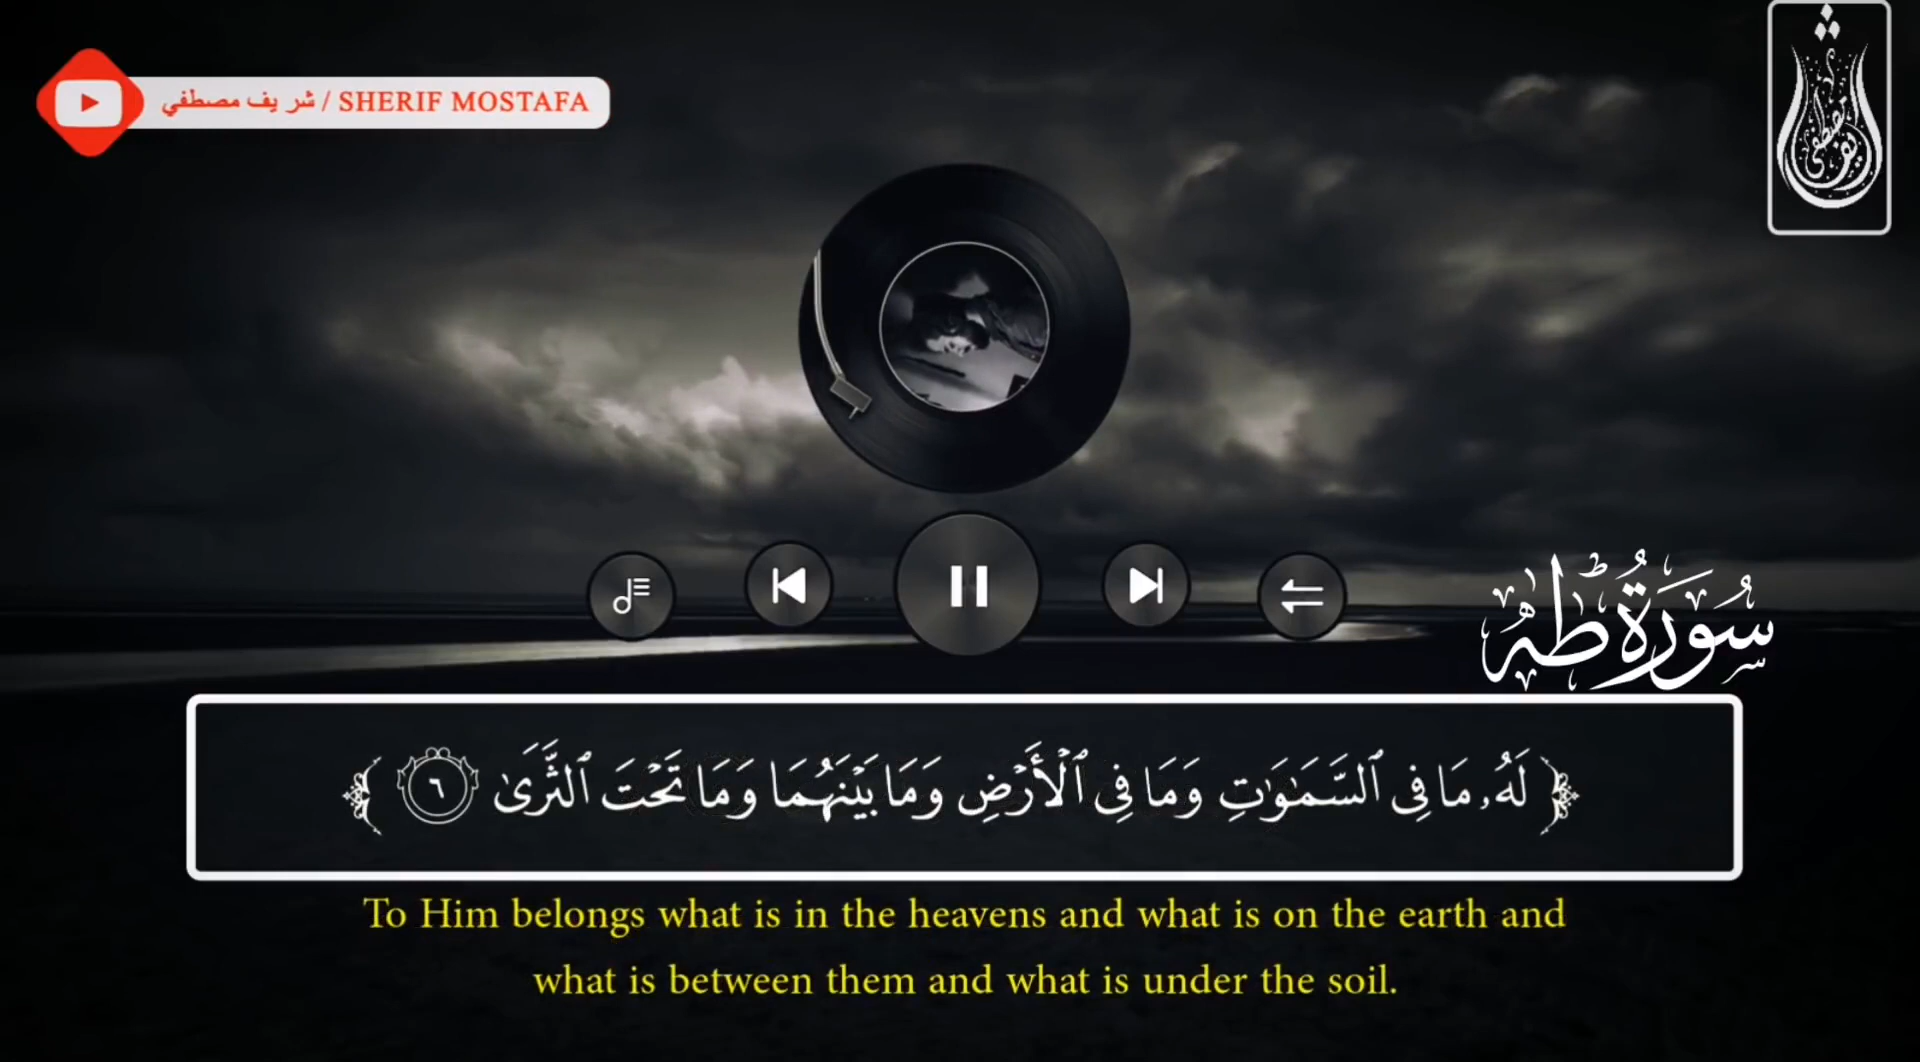 شريف مصطفي / SHERIF MOSTAFA
سُورَةُ طه
لَهُۥ مَا فِى ٱلسَّمَٰوَٰتِ وَمَا فِى ٱلْأَرْضِ وَمَا بَيْنَهُمَا وَمَا تَحْتَ ٱلثَّرَىٰ ٦
To Him belongs what is in the heavens and what is on the earth and
what is between them and what is under the soil.